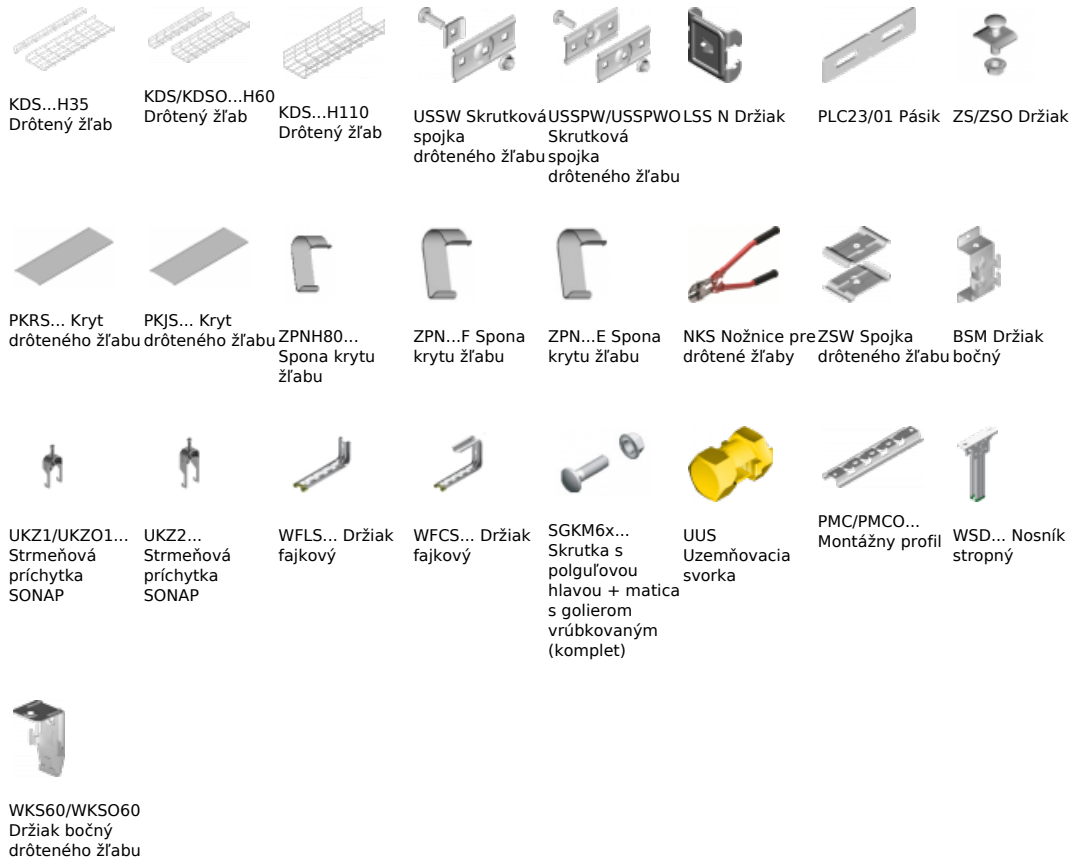 KDS...H35
Drôtený žľab
KDS/KDSO...H60
Drôtený žľab
KDS...H110
Drôtený žľab
USSW Skrutková
spojka
drôteného žľabu
USSPW/USSPWO
Skrutková
spojka
drôteného žľabu
LSS N Držiak
PLC23/01 Pásik
ZS/ZSO Držiak
PKRS... Kryt
drôteného žľabu
PKJS... Kryt
drôteného žľabu
ZPNH80...
Spona krytu
žľabu
ZPN...F Spona
krytu žľabu
ZPN...E Spona
krytu žľabu
NKS Nožnice pre
drôtené žľaby
ZSW Spojka
drôteného žľabu
BSM Držiak
bočný
UKZ1/UKZO1...
Strmeňová
príchytka
SONAP
UKZ2...
Strmeňová
príchytka
SONAP
WFLS... Držiak
fajkový
WFCS... Držiak
fajkový
SGKM6x...
Skrutka s
polguľovou
hlavou + matica
s golierom
vrúbkovaným
(komplet)
UUS
Uzemňovacia
svorka
PMC/PMCO...
Montážny profil
WSD... Nosník
stropný
WKS60/WKSO60
Držiak bočný
drôteného žľabu